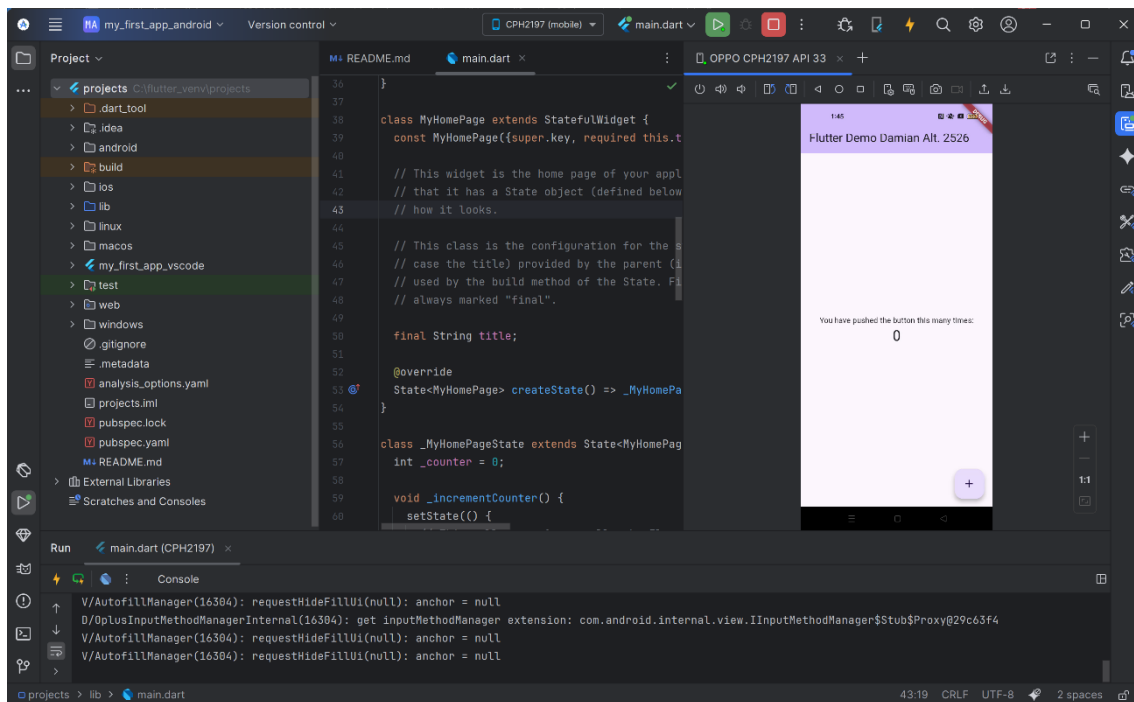 MA my_first_app_android Version control CPH2197 (mobile) main.dart
Project
projects C:\flutter_venv\projects
.dart_tool
.idea
android
build
ios
lib
linux
macos
my_first_app_vscode
test
web
windows
.gitignore
.metadata
analysis_options.yaml
projects.iml
pubspec.lock
pubspec.yaml
M↓ README.md
External Libraries
Scratches and Consoles
M↓ README.md main.dart
36 }
37
38 class MyHomePage extends StatefulWidget {
39 const MyHomePage({super.key, required this.t
40
41 // This widget is the home page of your appl
42 // that it has a State object (defined below
43 // how it looks.
44
45 // This class is the configuration for the s
46 // case the title) provided by the parent (i
47 // used by the build method of the State. Fi
48 // always marked "final".
49
50 final String title;
51
52 @override
53 State<MyHomePage> createState() => _MyHomePa
54 }
55
56 class _MyHomePageState extends State<MyHomePag
57 int _counter = 0;
58
59 void _incrementCounter() {
60 setState(() {
OPPO CPH2197 API 33
1:45
DEBUG
Flutter Demo Damian Alt. 2526
You have pushed the button this many times:
0
+
1:1
Run main.dart (CPH2197)
Console
V/AutofillManager(16304): requestHideFillUi(null): anchor = null
D/OplusInputMethodManagerInternal(16304): get inputMethodManager extension: com.android.internal.view.IInputMethodManager$Stub$Proxy@29c63f4
V/AutofillManager(16304): requestHideFillUi(null): anchor = null
V/AutofillManager(16304): requestHideFillUi(null): anchor = null
projects > lib > main.dart 43:19 CRLF UTF-8 2 spaces